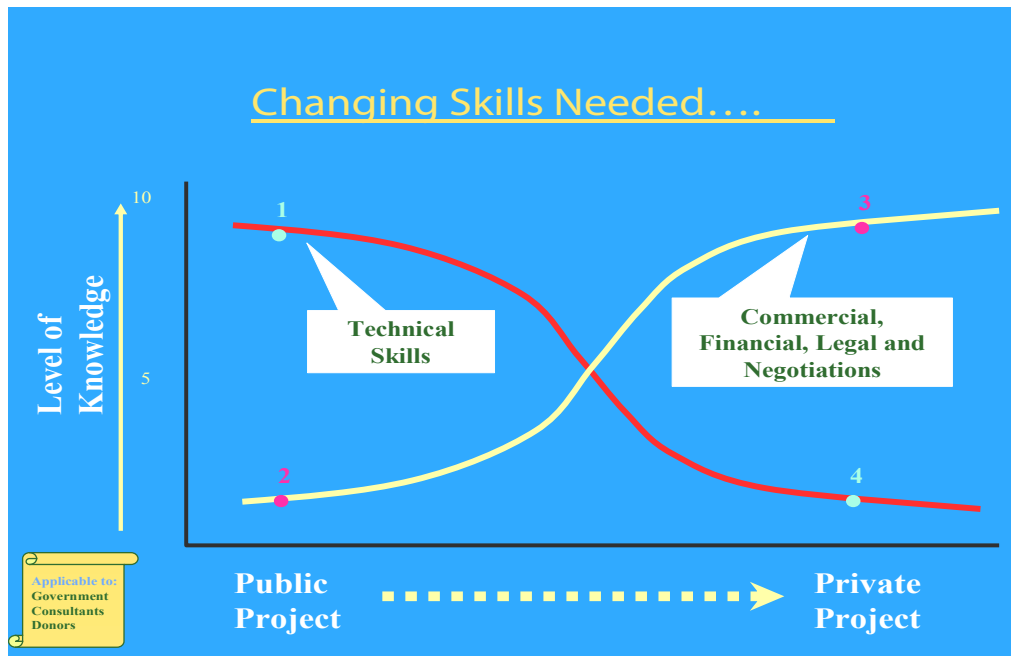 Changing Skills Needed….
10
1
3
Technical
Skills
Commercial,
Financial, Legal and
Negotiations
Level of
Knowledge
5
2
4
Applicable to:
Government
Consultants
Donors
Public
Project
Private
Project